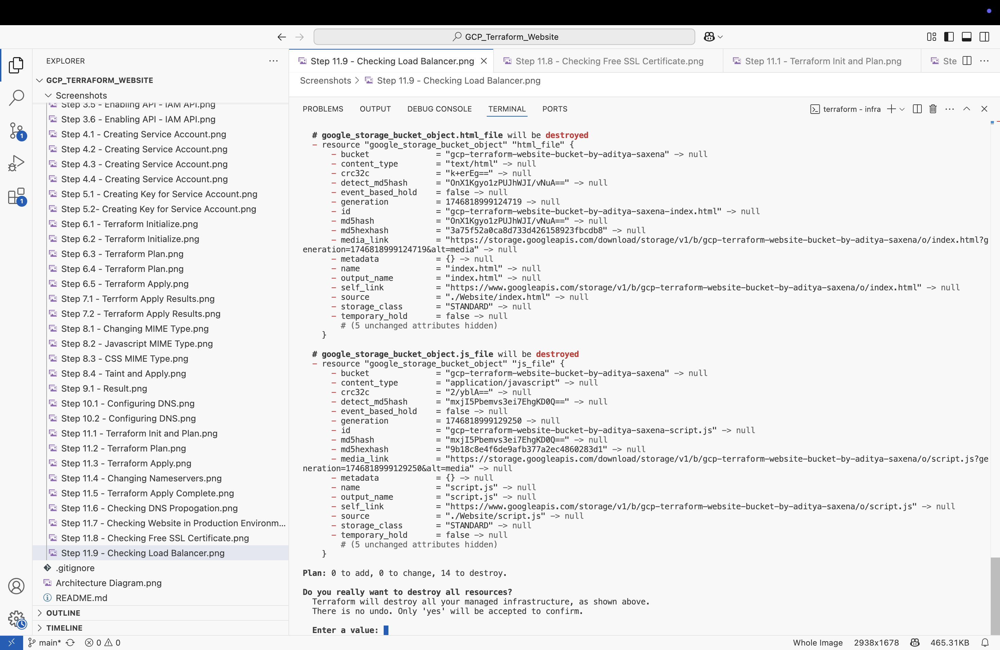 GCP_Terraform_Website
EXPLORER
GCP_TERRAFORM_WEBSITE
Screenshots
Step 3.5 - Enabling API - IAM API.png
Step 3.6 - Enabling API - IAM API.png
Step 4.1 - Creating Service Account.png
Step 4.2 - Creating Service Account.png
Step 4.3 - Creating Service Account.png
Step 4.4 - Creating Service Account.png
Step 5.1 - Creating Key for Service Account.png
Step 5.2- Creating Key for Service Account.png
Step 6.1 - Terraform Initialize.png
Step 6.2 - Terraform Initialize.png
Step 6.3 - Terraform Plan.png
Step 6.4 - Terraform Plan.png
Step 6.5 - Terraform Apply.png
Step 7.1 - Terrform Apply Results.png
Step 7.2 - Terraform Apply Results.png
Step 8.1 - Changing MIME Type.png
Step 8.2 - Javascript MIME Type.png
Step 8.3 - CSS MIME Type.png
Step 8.4 - Taint and Apply.png
Step 9.1 - Result.png
Step 10.1 - Configuring DNS.png
Step 10.2 - Configuring DNS.png
Step 11.1 - Terraform Init and Plan.png
Step 11.2 - Terraform Plan.png
Step 11.3 - Terraform Apply.png
Step 11.4 - Changing Nameservers.png
Step 11.5 - Terraform Apply Complete.png
Step 11.6 - Checking DNS Propogation.png
Step 11.7 - Checking Website in Production Environm...
Step 11.8 - Checking Free SSL Certificate.png
Step 11.9 - Checking Load Balancer.png
.gitignore
Architecture Diagram.png
README.md
OUTLINE
TIMELINE
1
1
Step 11.9 - Checking Load Balancer.png Step 11.8 - Checking Free SSL Certificate.png Step 11.1 - Terraform Init and Plan.png Ste
Screenshots > Step 11.9 - Checking Load Balancer.png
PROBLEMS OUTPUT DEBUG CONSOLE TERMINAL PORTS terraform - infra
# google_storage_bucket_object.html_file will be destroyed
- resource "google_storage_bucket_object" "html_file" {
- bucket = "gcp-terraform-website-bucket-by-aditya-saxena" -> null
- content_type = "text/html" -> null
- crc32c = "k+erEg==" -> null
- detect_md5hash = "OnX1Kgyo1zPUJhWJI/vNuA==" -> null
- event_based_hold = false -> null
- generation = 1746818999124719 -> null
- id = "gcp-terraform-website-bucket-by-aditya-saxena-index.html" -> null
- md5hash = "OnX1Kgyo1zPUJhWJI/vNuA==" -> null
- md5hexhash = "3a75f52a0ca8d733d426158923fbcdb8" -> null
- media_link = "https://storage.googleapis.com/download/storage/v1/b/gcp-terraform-website-bucket-by-aditya-saxena/o/index.html?g
eneration=1746818999124719&alt=media" -> null
- metadata = {} -> null
- name = "index.html" -> null
- output_name = "index.html" -> null
- self_link = "https://www.googleapis.com/storage/v1/b/gcp-terraform-website-bucket-by-aditya-saxena/o/index.html" -> null
- source = "./Website/index.html" -> null
- storage_class = "STANDARD" -> null
- temporary_hold = false -> null
# (5 unchanged attributes hidden)
}
# google_storage_bucket_object.js_file will be destroyed
- resource "google_storage_bucket_object" "js_file" {
- bucket = "gcp-terraform-website-bucket-by-aditya-saxena" -> null
- content_type = "application/javascript" -> null
- crc32c = "2/yblA==" -> null
- detect_md5hash = "mxjI5Pbemvs3ei7EhgKD0Q==" -> null
- event_based_hold = false -> null
- generation = 1746818999129250 -> null
- id = "gcp-terraform-website-bucket-by-aditya-saxena-script.js" -> null
- md5hash = "mxjI5Pbemvs3ei7EhgKD0Q==" -> null
- md5hexhash = "9b18c8e4f6de9afb377a2ec4860283d1" -> null
- media_link = "https://storage.googleapis.com/download/storage/v1/b/gcp-terraform-website-bucket-by-aditya-saxena/o/script.js?ge
neration=1746818999129250&alt=media" -> null
- metadata = {} -> null
- name = "script.js" -> null
- output_name = "script.js" -> null
- self_link = "https://www.googleapis.com/storage/v1/b/gcp-terraform-website-bucket-by-aditya-saxena/o/script.js" -> null
- source = "./Website/script.js" -> null
- storage_class = "STANDARD" -> null
- temporary_hold = false -> null
# (5 unchanged attributes hidden)
}
Plan: 0 to add, 0 to change, 14 to destroy.
Do you really want to destroy all resources?
Terraform will destroy all your managed infrastructure, as shown above.
There is no undo. Only 'yes' will be accepted to confirm.
Enter a value:
main* 0 0 Whole Image 2938x1678 465.31KB